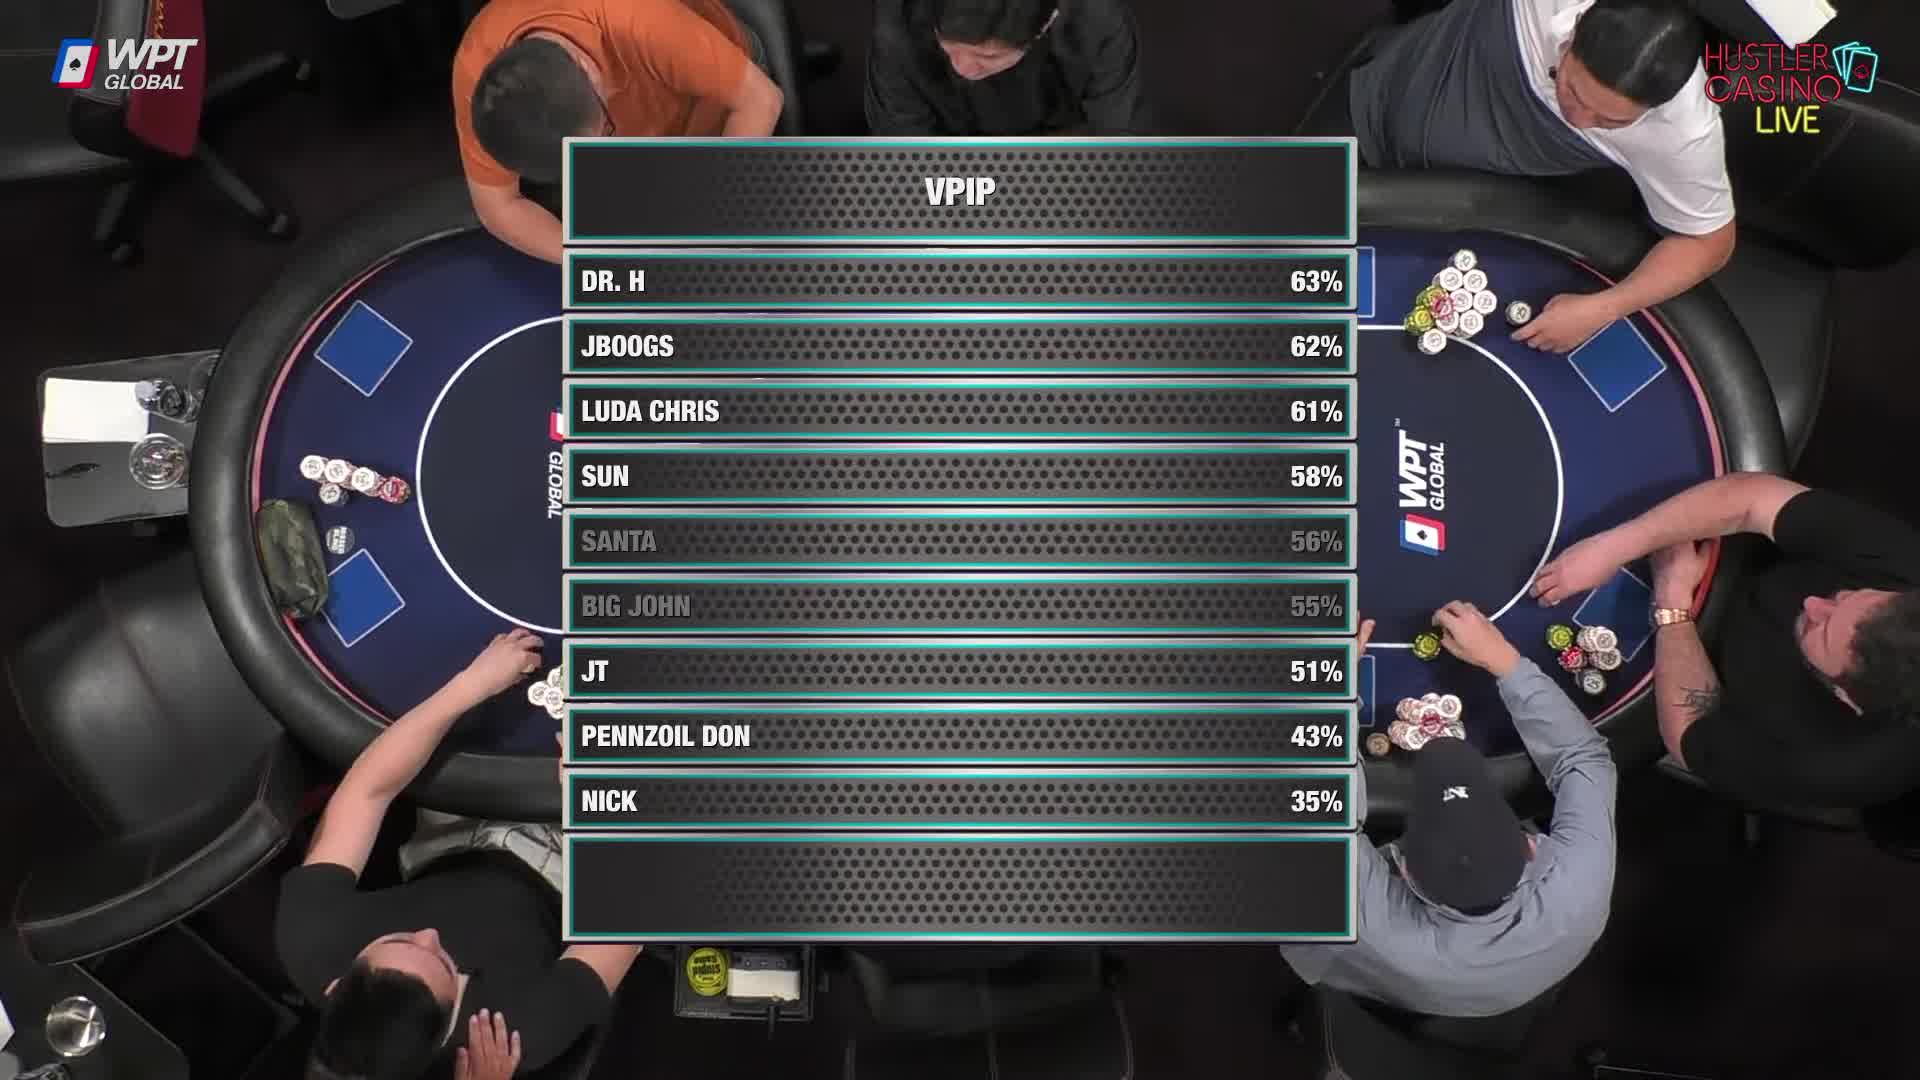 WPT
GLOBAL
HUSTLER
CASINO
LIVE
VPIP
DR. H 63%
JBOOGS 62%
LUDA CHRIS 61%
SUN 58%
SANTA 56%
BIG JOHN 55%
JT 51%
PENNZOIL DON 43%
NICK 35%
GLOBAL
WPT
GLOBAL